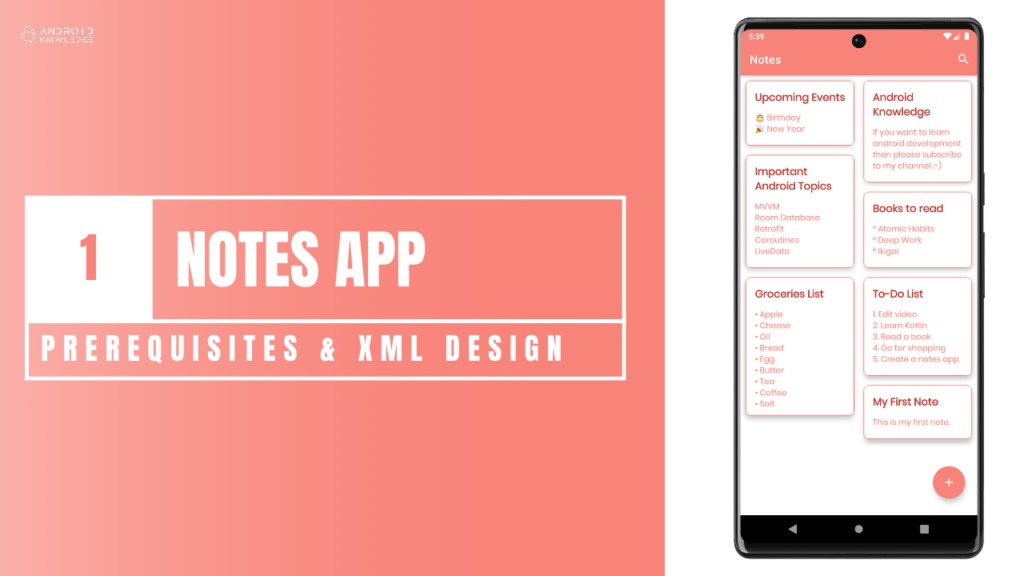 ANDROID
KNOWLEDGE
1
NOTES APP
PREREQUISITES & XML DESIGN
5:39
Notes
Upcoming Events
🎂 Birthday
🎉 New Year
Important
Android Topics
MVVM
Room Database
Retrofit
Coroutines
LiveData
Groceries List
• Apple
• Cheese
• Oil
• Bread
• Egg
• Butter
• Tea
• Coffee
• Salt
Android
Knowledge
If you want to learn
android development
then please subscribe
to my channel :-)
Books to read
° Atomic Habits
° Deep Work
° Ikigai
To-Do List
1. Edit video
2. Learn Kotlin
3. Read a book
4. Go for shopping
5. Create a notes app
My First Note
This is my first note.
+